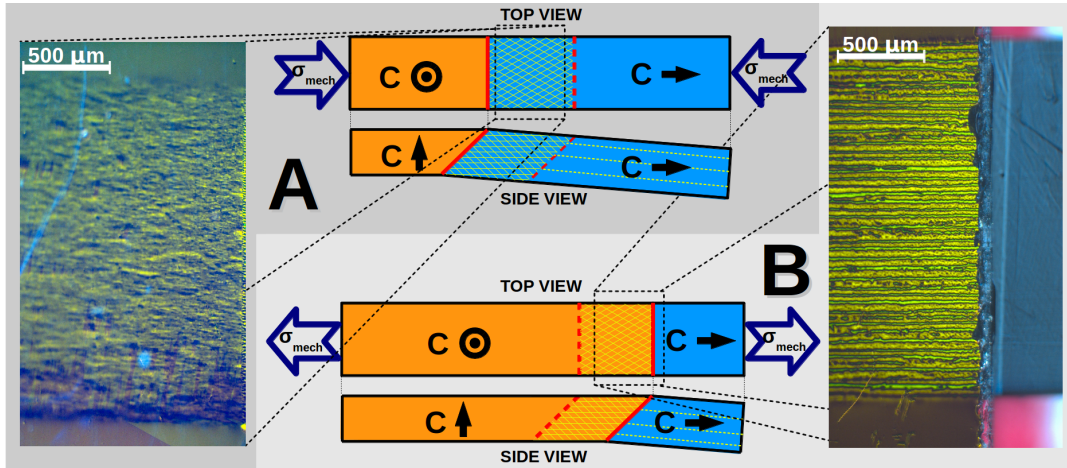 TOP VIEW
500 µm
σmech
C
C
σmech
500 µm
C
C
A
SIDE VIEW
B
TOP VIEW
σmech
C
C
σmech
C
C
SIDE VIEW